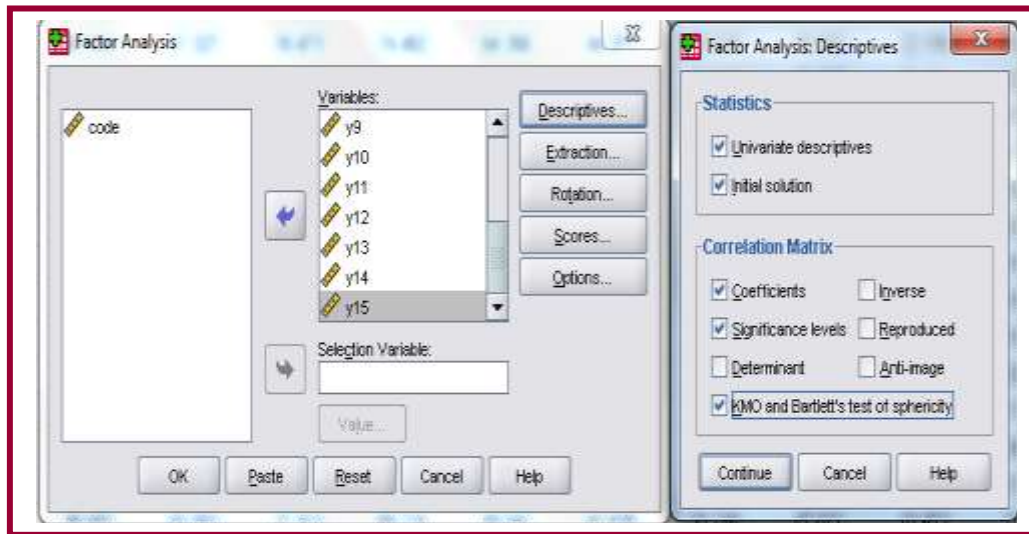 Factor Analysis
code
Variables:
y9
y10
y11
y12
y13
y14
y15
Selection Variable:
Value...
Descriptives...
Extraction...
Rotation...
Scores...
Options...
OK
Paste
Reset
Cancel
Help
Factor Analysis: Descriptives
Statistics
Univariate descriptives
Initial solution
Correlation Matrix
Coefficients
Inverse
Significance levels
Reproduced
Determinant
Anti-image
KMO and Bartlett's test of sphericity
Continue
Cancel
Help